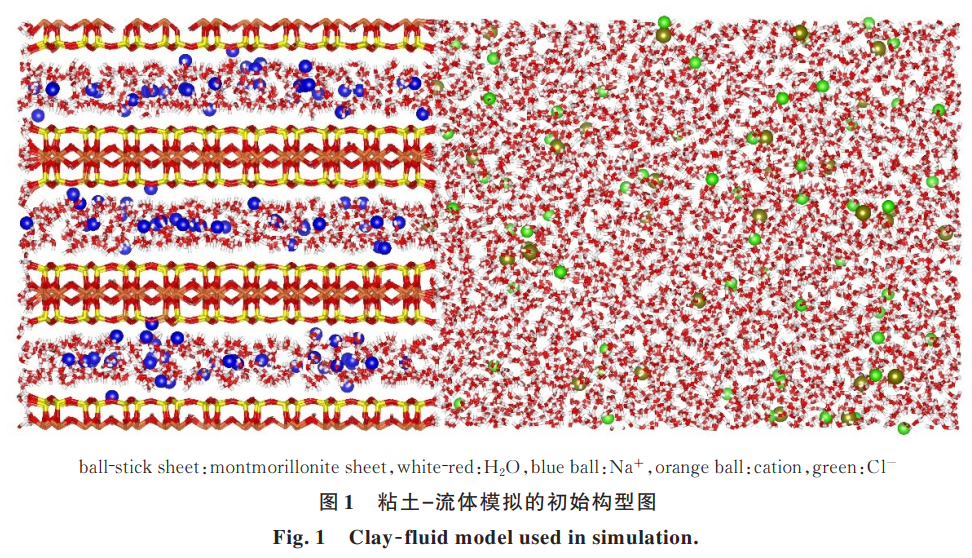 ball-stick sheet:montmorillonite sheet,white-red:H₂O,blue ball:Na⁺,orange ball:cation,green:Cl⁻
图 1 粘土-流体模拟的初始构型图
Fig. 1 Clay-fluid model used in simulation.